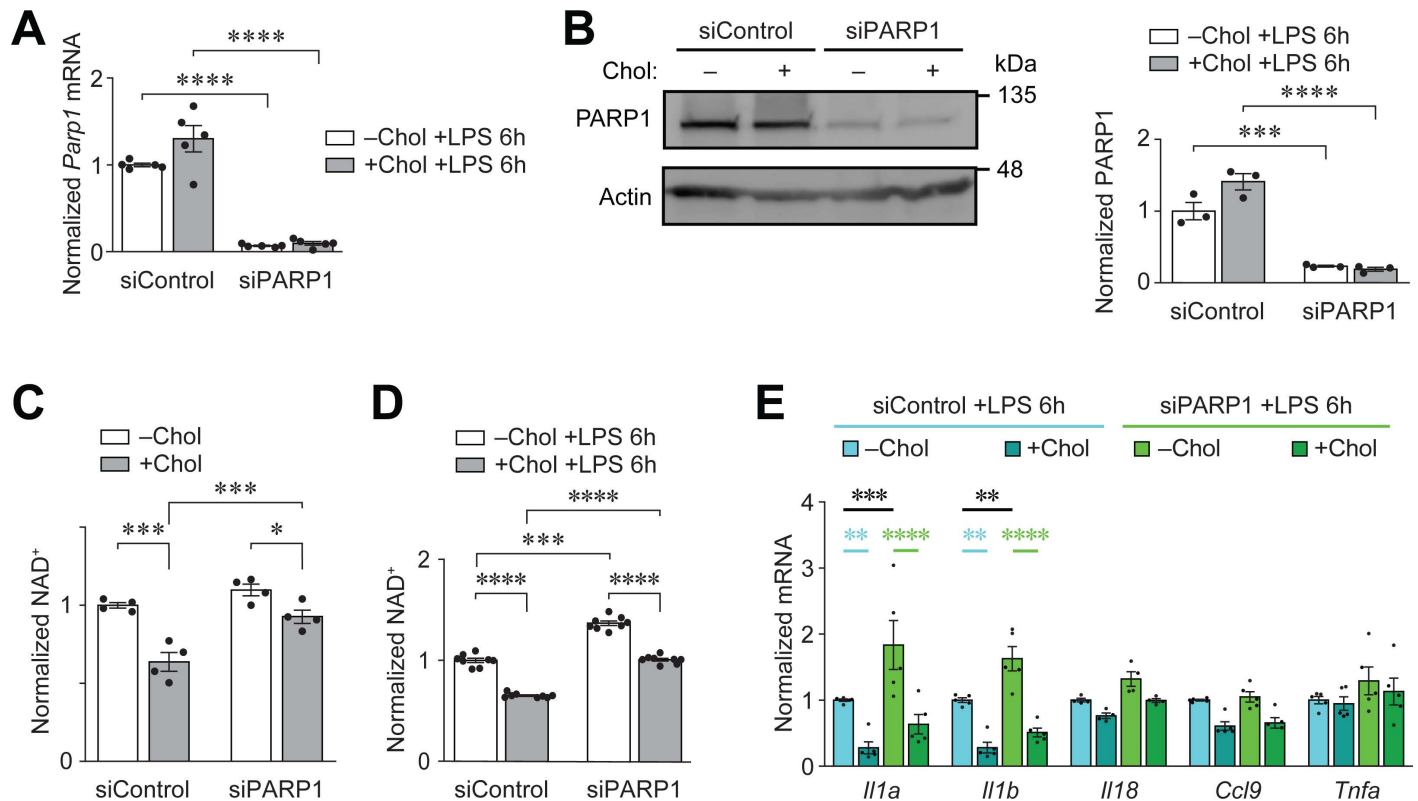 A
Normalized Parp1 mRNA
2
1
0
****
****
siControl
siPARP1
–Chol +LPS 6h
+Chol +LPS 6h
B
siControl
siPARP1
Chol:
–
+
–
+
kDa
PARP1
135
Actin
48
–Chol +LPS 6h
+Chol +LPS 6h
Normalized PARP1
2
1
0
****
***
siControl
siPARP1
C
–Chol
+Chol
Normalized NAD+
1
0
***
***
*
siControl
siPARP1
D
–Chol +LPS 6h
+Chol +LPS 6h
Normalized NAD+
2
1
0
****
***
****
****
siControl
siPARP1
E
siControl +LPS 6h
siPARP1 +LPS 6h
–Chol
+Chol
–Chol
+Chol
Normalized mRNA
4
3
2
1
0
***
**
**
****
**
****
Il1a
Il1b
Il18
Ccl9
Tnfa